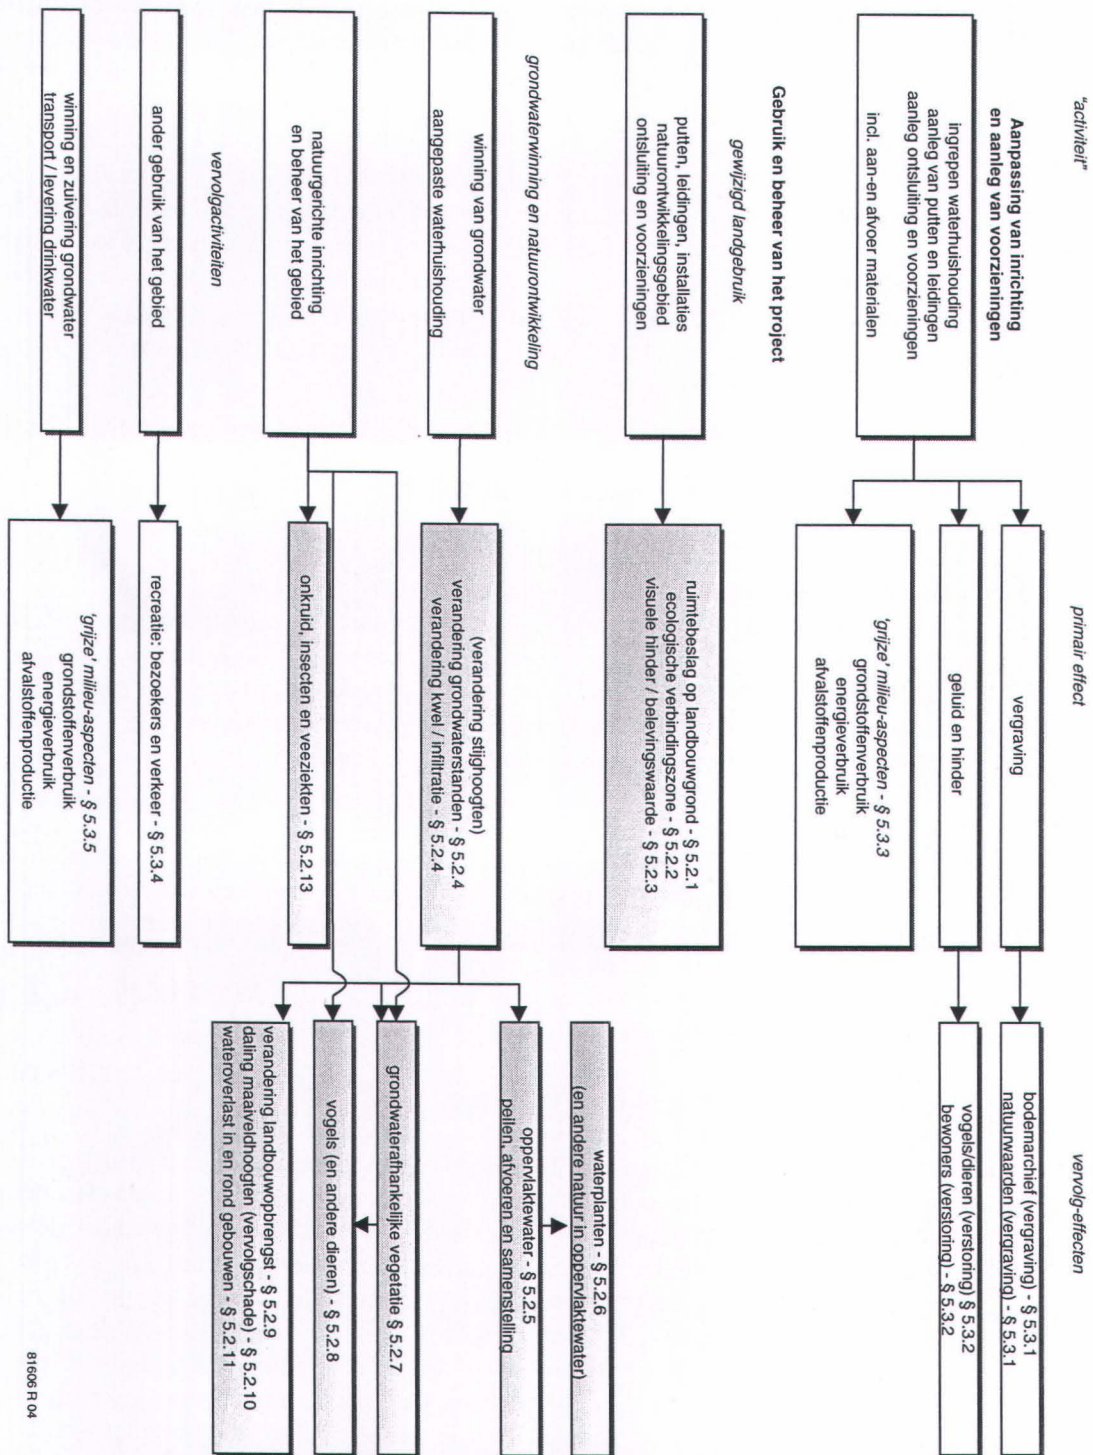 "activiteit"
primair effect
vervolg-effecten
Aanpassing van inrichting
en aanleg van voorzieningen
ingrepen waterhuishouding
aanleg van putten en leidingen
aanleg ontsluiting en voorzieningen
incl. aan-en afvoer materialen
vergraving
bodemarchief (vergraving) - § 5.3.1
natuurwaarden (vergraving) - § 5.3.1
geluid en hinder
vogels/dieren (verstoring) § 5.3.2
bewoners (verstoring) - § 5.3.2
'grijze' milieu-aspecten - § 5.3.3
grondstoffenverbruik
energieverbruik
afvalstoffenproductie
Gebruik en beheer van het project
gewijzigd landgebruik
putten, leidingen, installaties
natuurontwikkelingsgebied
ontsluiting en voorzieningen
ruimtebeslag op landbouwgrond - § 5.2.1
ecologische verbindingszone - § 5.2.2
visuele hinder / belevingswaarde - § 5.2.3
grondwaterwinning en natuurontwikkeling
winning van grondwater
aangepaste waterhuishouding
(verandering stijghoogten)
verandering grondwaterstanden - § 5.2.4
verandering kwel / infiltratie - § 5.2.4
waterplanten - § 5.2.6
(en andere natuur in oppervlaktewater)
oppervlaktewater - § 5.2.5
peilen, afvoeren en samenstelling
grondwaterafhankelijke vegetatie § 5.2.7
vogels (en andere dieren) - § 5.2.8
verandering landbouwopbrengst - § 5.2.9
daling maaiveldhoogten (vervolgschade) - § 5.2.10
wateroverlast in en rond gebouwen - § 5.2.11
natuurgerichte inrichting
en beheer van het gebied
onkruid, insecten en veeziekten - § 5.2.13
vervolgactiviteiten
ander gebruik van het gebied
recreatie: bezoekers en verkeer - § 5.3.4
winning en zuivering grondwater
transport / levering drinkwater
'grijze' milieu-aspecten - § 5.3.5
grondstoffenverbruik
energieverbruik
afvalstoffenproductie
81606 R 04